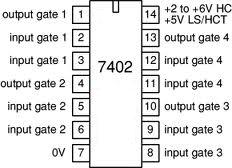 output gate 1 1 14 +2 to +6V HC
+5V LS/HCT
input gate 1 2 13 output gate 4
input gate 1 3 12 input gate 4
7402
output gate 2 4 11 input gate 4
input gate 2 5 10 output gate 3
input gate 2 6 9 input gate 3
0V 7 8 input gate 3